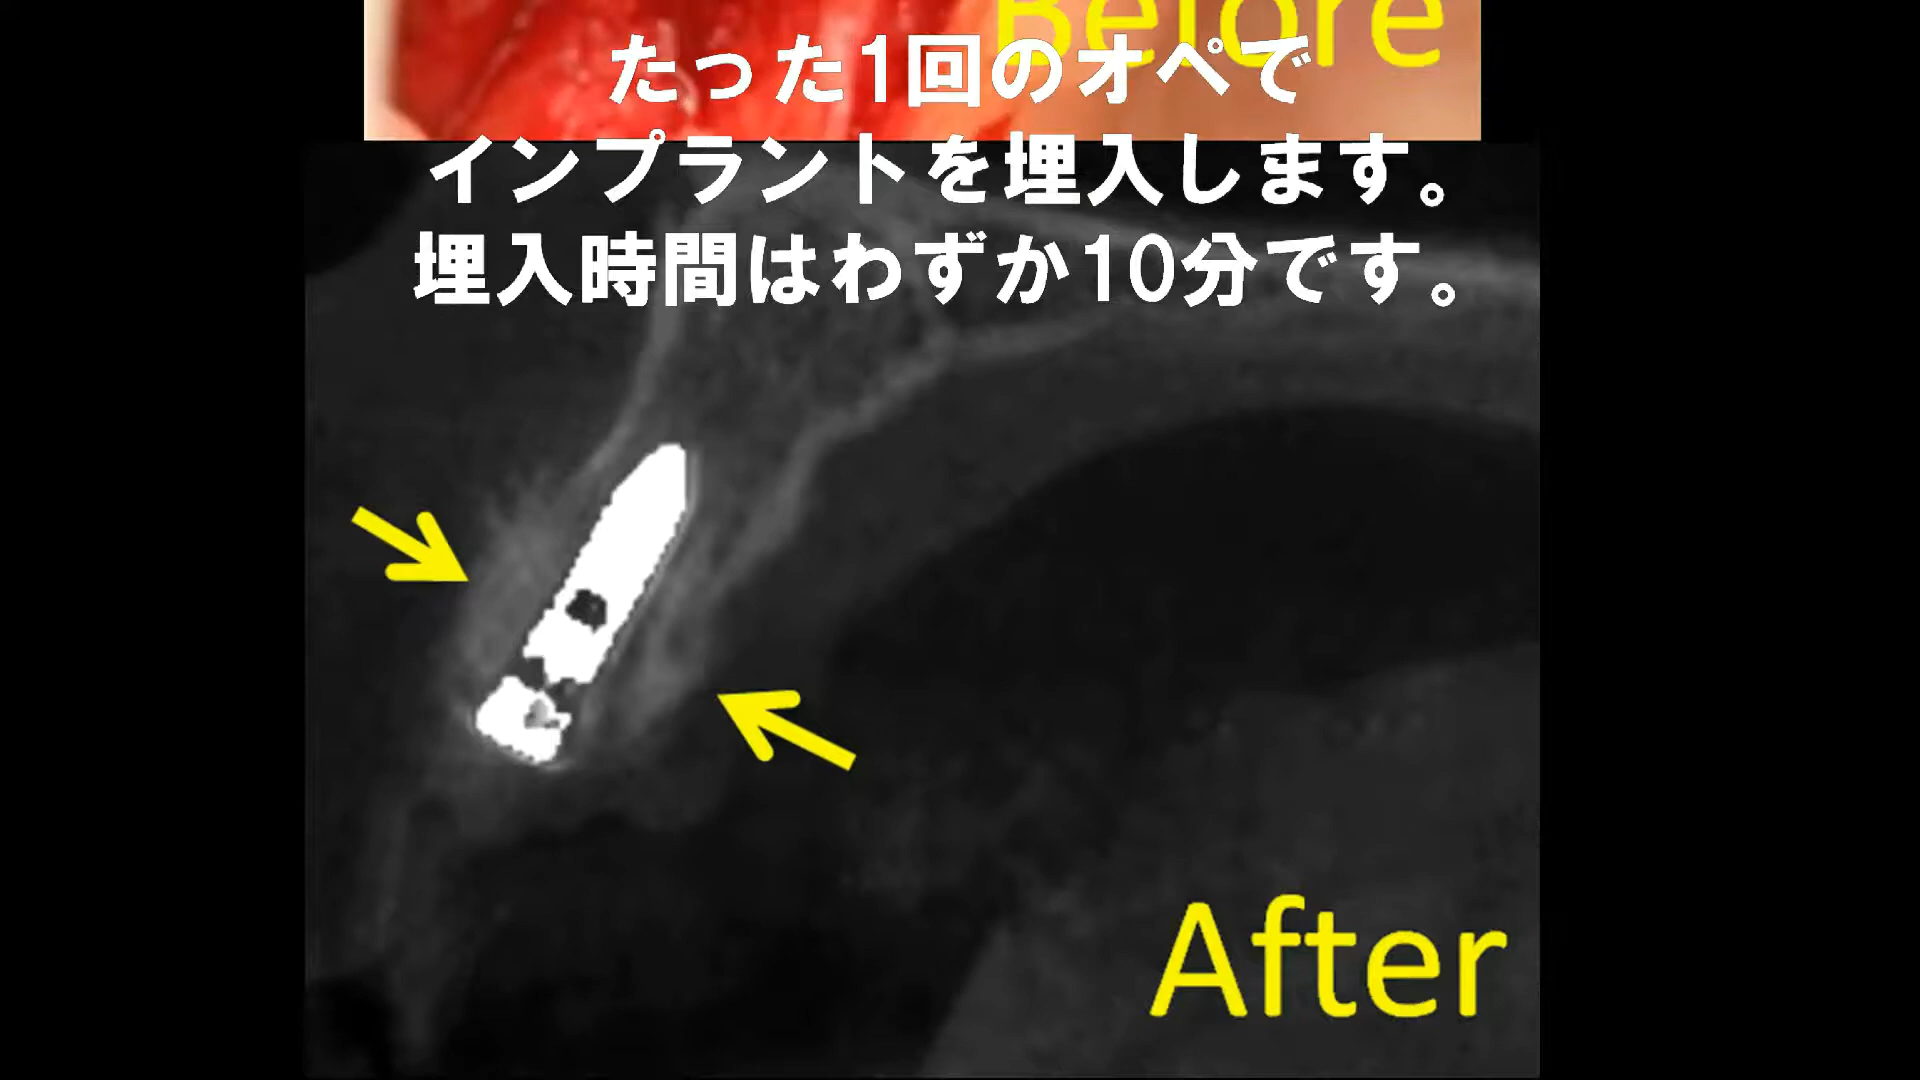 Before
たった1回のオペで
インプラントを埋入します。
埋入時間はわずか10分です。
After